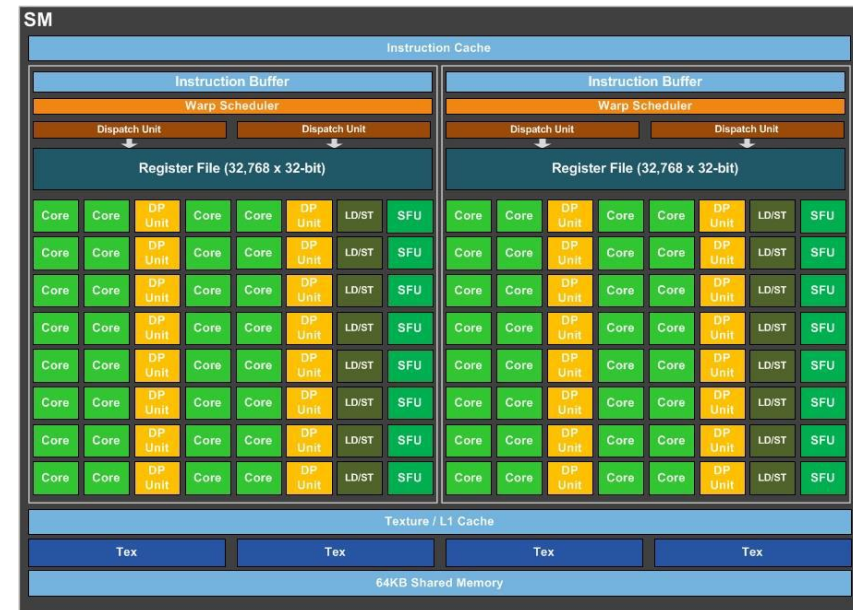 SM
Instruction Cache
Instruction Buffer Instruction Buffer
Warp Scheduler Warp Scheduler
Dispatch Unit Dispatch Unit Dispatch Unit Dispatch Unit
Register File (32,768 x 32-bit) Register File (32,768 x 32-bit)
Core Core DP Unit Core Core DP Unit LD/ST SFU Core Core DP Unit Core Core DP Unit LD/ST SFU
Core Core DP Unit Core Core DP Unit LD/ST SFU Core Core DP Unit Core Core DP Unit LD/ST SFU
Core Core DP Unit Core Core DP Unit LD/ST SFU Core Core DP Unit Core Core DP Unit LD/ST SFU
Core Core DP Unit Core Core DP Unit LD/ST SFU Core Core DP Unit Core Core DP Unit LD/ST SFU
Core Core DP Unit Core Core DP Unit LD/ST SFU Core Core DP Unit Core Core DP Unit LD/ST SFU
Core Core DP Unit Core Core DP Unit LD/ST SFU Core Core DP Unit Core Core DP Unit LD/ST SFU
Core Core DP Unit Core Core DP Unit LD/ST SFU Core Core DP Unit Core Core DP Unit LD/ST SFU
Core Core DP Unit Core Core DP Unit LD/ST SFU Core Core DP Unit Core Core DP Unit LD/ST SFU
Texture / L1 Cache
Tex Tex Tex Tex
64KB Shared Memory